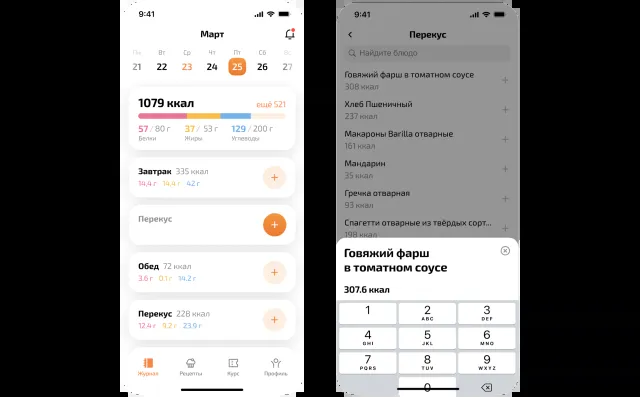 9:41
Март
Пн Вт Ср Чт Пт Сб Вс
21 22 23 24 25 26 27
1079 ккал ещё 521
57 / 80 г 37 / 53 г 129 / 200 г
Белки Жиры Углеводы
Завтрак 335 ккал
14,4 г 14,4 г 42 г
Перекус
Обед 72 ккал
3.6 г 0.1 г 14.2 г
Перекус 228 ккал
12.4 г 9,2 г 23,9 г
Журнал Рецепты Курс Профиль
9:41
Перекус
Найдите блюдо
Говяжий фарш в томатном соусе
308 ккал
Хлеб Пшеничный
237 ккал
Макароны Barilla отварные
161 ккал
Мандарин
35 ккал
Гречка отварная
93 ккал
Спагетти отварные из твёрдых сорт...
198 ккал
Говяжий фарш
в томатном соусе
307.6 ккал
1 2 3
ABC DEF
4 5 6
GHI JKL MNO
7 8 9
PQRS TUV WXYZ
0